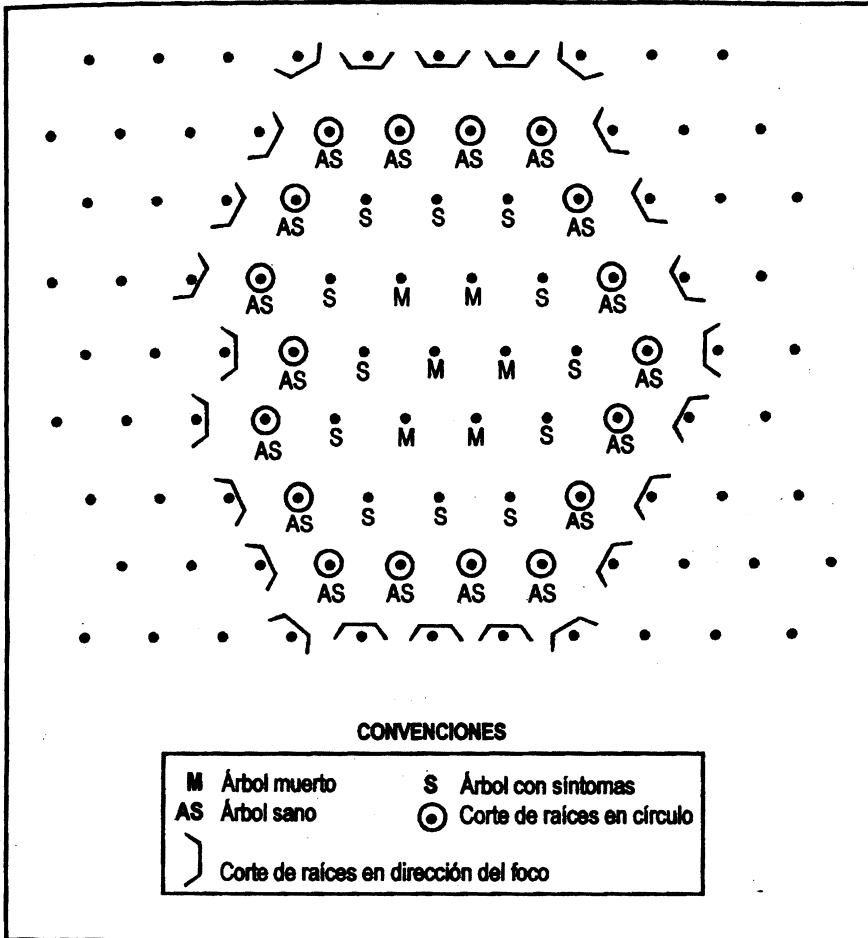 AS AS AS AS
AS S S S AS
AS S M M S AS
AS S M M S AS
AS S M M S AS
AS S S S AS
AS AS AS AS
CONVENCIONES
M Árbol muerto S Árbol con síntomas
AS Árbol sano Corte de raíces en círculo
Corte de raíces en dirección del foco